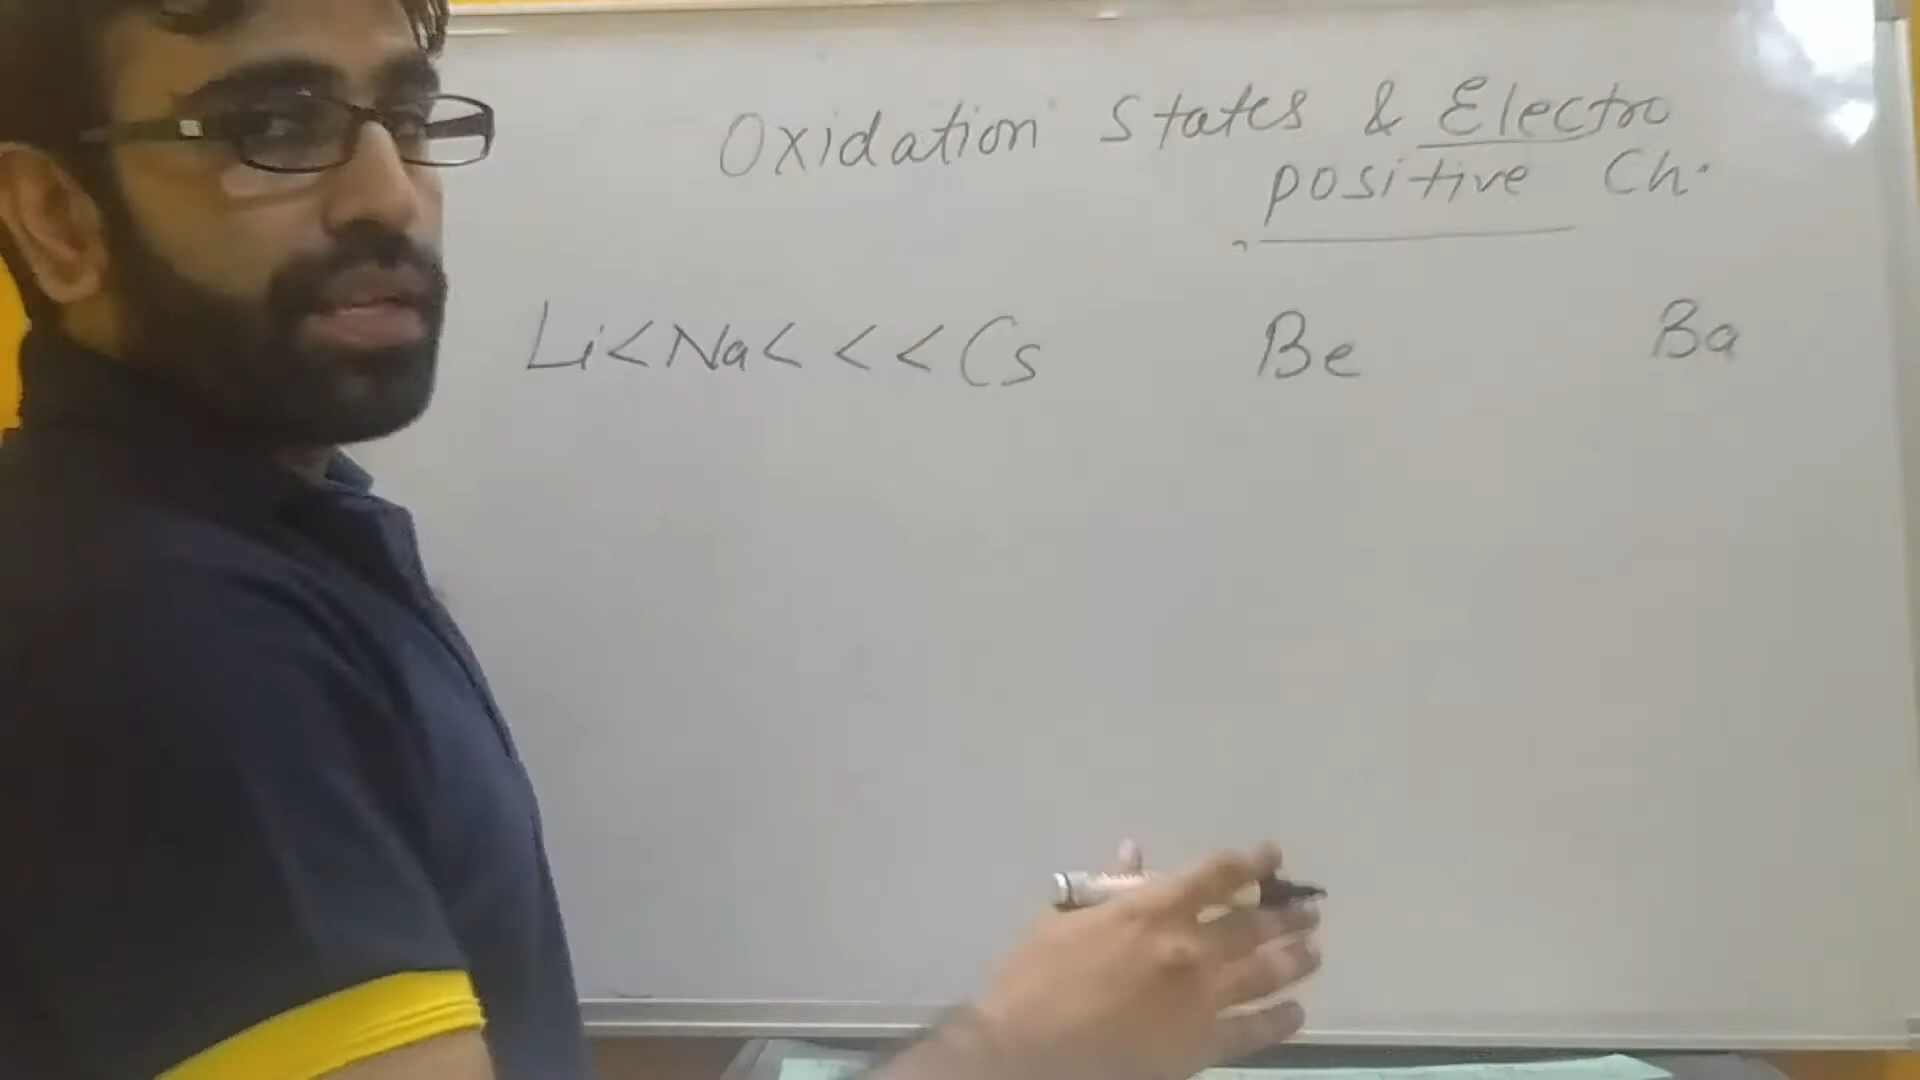 Oxidation States & Electro
positive Ch.
Li < Na < < < Cs Be Ba